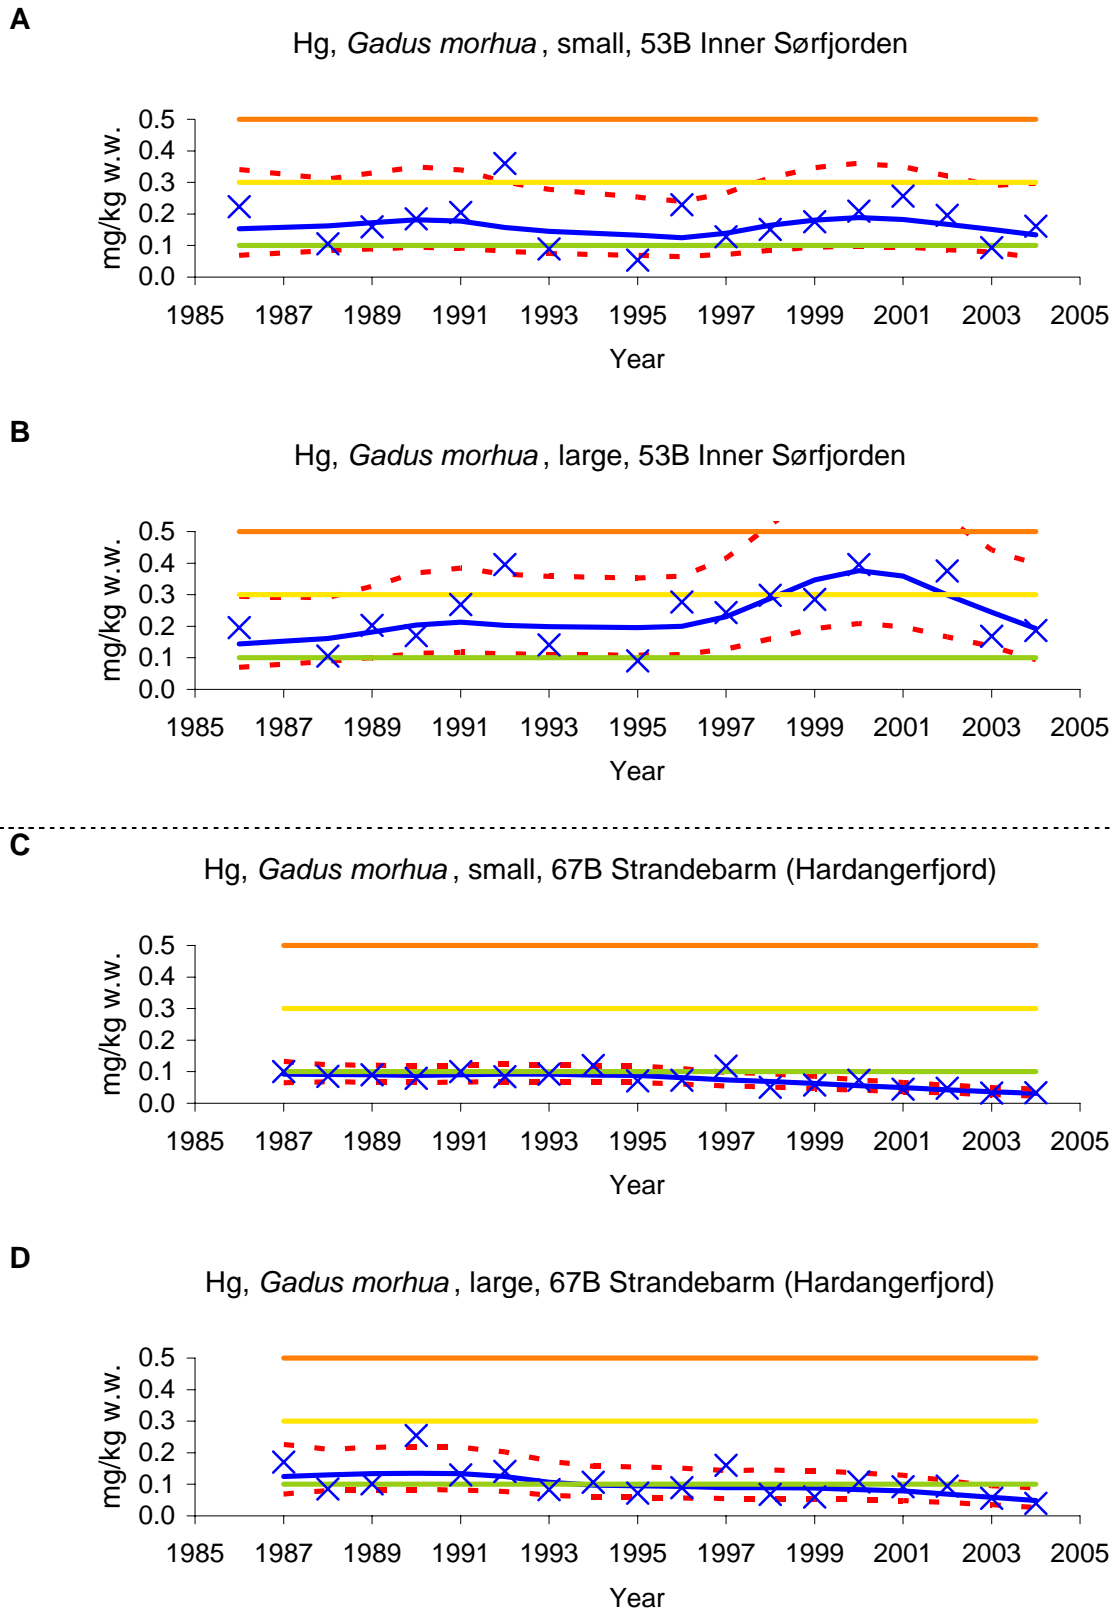 A
Hg, Gadus morhua, small, 53B Inner Sørfjorden
mg/kg w.w.
0.5
0.4
0.3
0.2
0.1
0.0
1985 1987 1989 1991 1993 1995 1997 1999 2001 2003 2005
Year
B
Hg, Gadus morhua, large, 53B Inner Sørfjorden
mg/kg w.w.
0.5
0.4
0.3
0.2
0.1
0.0
1985 1987 1989 1991 1993 1995 1997 1999 2001 2003 2005
Year
C
Hg, Gadus morhua, small, 67B Strandebarm (Hardangerfjord)
mg/kg w.w.
0.5
0.4
0.3
0.2
0.1
0.0
1985 1987 1989 1991 1993 1995 1997 1999 2001 2003 2005
Year
D
Hg, Gadus morhua, large, 67B Strandebarm (Hardangerfjord)
mg/kg w.w.
0.5
0.4
0.3
0.2
0.1
0.0
1985 1987 1989 1991 1993 1995 1997 1999 2001 2003 2005
Year